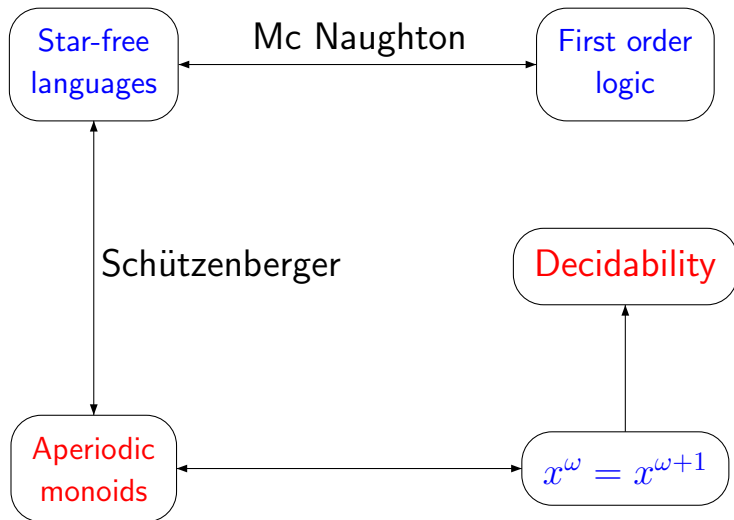 Star-free
languages
Mc Naughton
First order
logic
Schützenberger
Decidability
Aperiodic
monoids
x^ω = x^{ω+1}